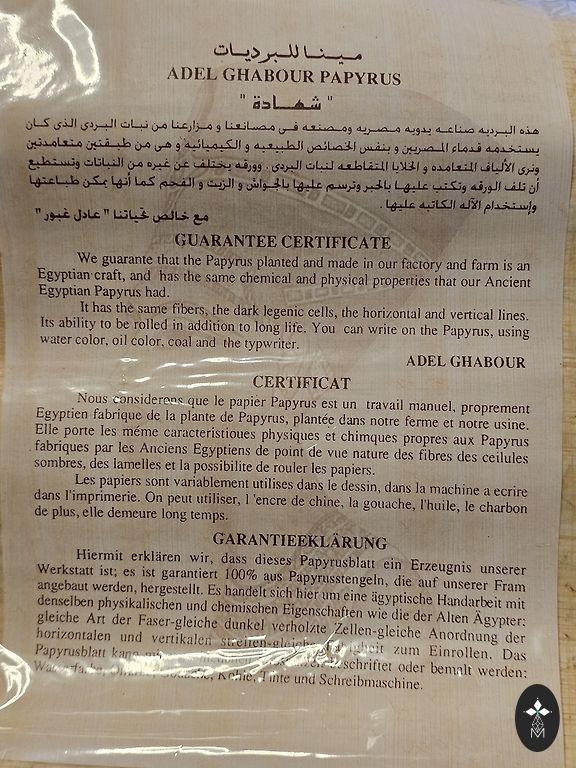 مينا للبرديات
ADEL GHABOUR PAPYRUS
" شهادة "
هذه البرديه صناعه يدويه مصريه ومصنعه فى مصانعنا و مزارعنا من نبات البردى الذى كان
يستخدمه قدماء المصريين و بنفس الخصائص الطبيعيه و الكيميائيه و هى من طبقتين متعامدتين
ونرى الألياف المتعامده و الخلايا المتقاطعه لنبات البردى . وورقه يختلف عن غيره من النباتات وتستطيع
أن تلف الورقه وتكتب عليها بالحبر وترسم عليها بالجواش و الزيت و الفحم كما أنها يمكن طباعتها
وإستخدام الآله الكاتبه عليها .
مع خالص تحياتنا " عادل غبور "
GUARANTEE CERTIFICATE
We guarante that the Papyrus planted and made in our factory and farm is an
Egyptian craft, and has the same chemical and physical properties that our Ancient
Egyptian Papyrus had.
It has the same fibers, the dark legenic cells, the horizontal and vertical lines.
Its ability to be rolled in addition to long life. You can write on the Papyrus, using
water color, oil color, coal and the typwriter.
ADEL GHABOUR
CERTIFICAT
Nous considerons que le papier Papyrus est un travail manuel, proprement
Egyptien fabrique de la plante de Papyrus, plantée dans notre ferme et notre usine.
Elle porte les méme caracteristioues physiques et chimques propres aux Papyrus
fabriques par les Anciens Egyptiens de point de vue nature des fibres des ceilules
sombres, des lamelles et la possibilite de rouler les papiers.
Les papiers sont variablement utilises dans le dessin, dans la machine a ecrire
dans l'imprimerie. On peut utiliser, l 'encre de chine, la gouache, l'huile, le charbon
de plus, elle demeure long temps.
GARANTIEEKLÄRUNG
Hiermit erklären wir, dass dieses Papyrusblatt ein Erzeugnis unserer
Werkstatt ist; es ist garantiert 100% aus Papyrusstengeln, die auf unserer Fram
angebaut werden, hergestellt. Es handelt sich hier um eine ägyptische Handarbeit mit
denselben physikalischen und chemischen Eigenschaften wie die der Alten Ägypter:
gleiche Art der Faser-gleiche dunkel verholzte Zellen-gleiche Anordnung der
horizontalen und vertikalen streifen-gleiche zum Einrollen. Das
Papyrusblatt kann oder bemalt werden:
Kohle, Tinte und Schreibmaschine.